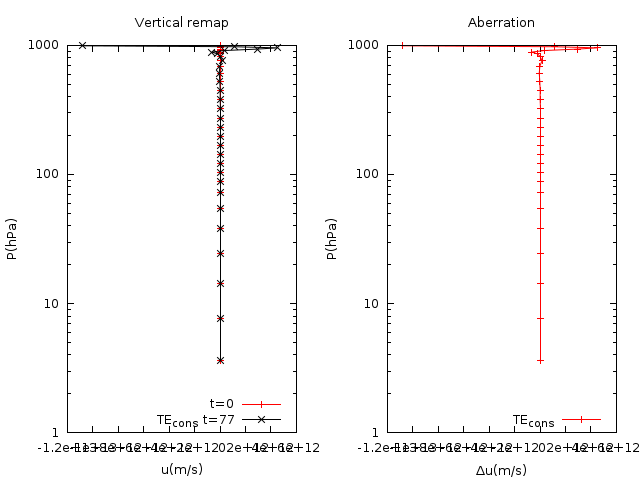 Vertical remap
Aberration
1000
100
10
1
P(hPa)
t=0
TEcons t=77
u(m/s)
1000
100
10
1
P(hPa)
TEcons
Δu(m/s)